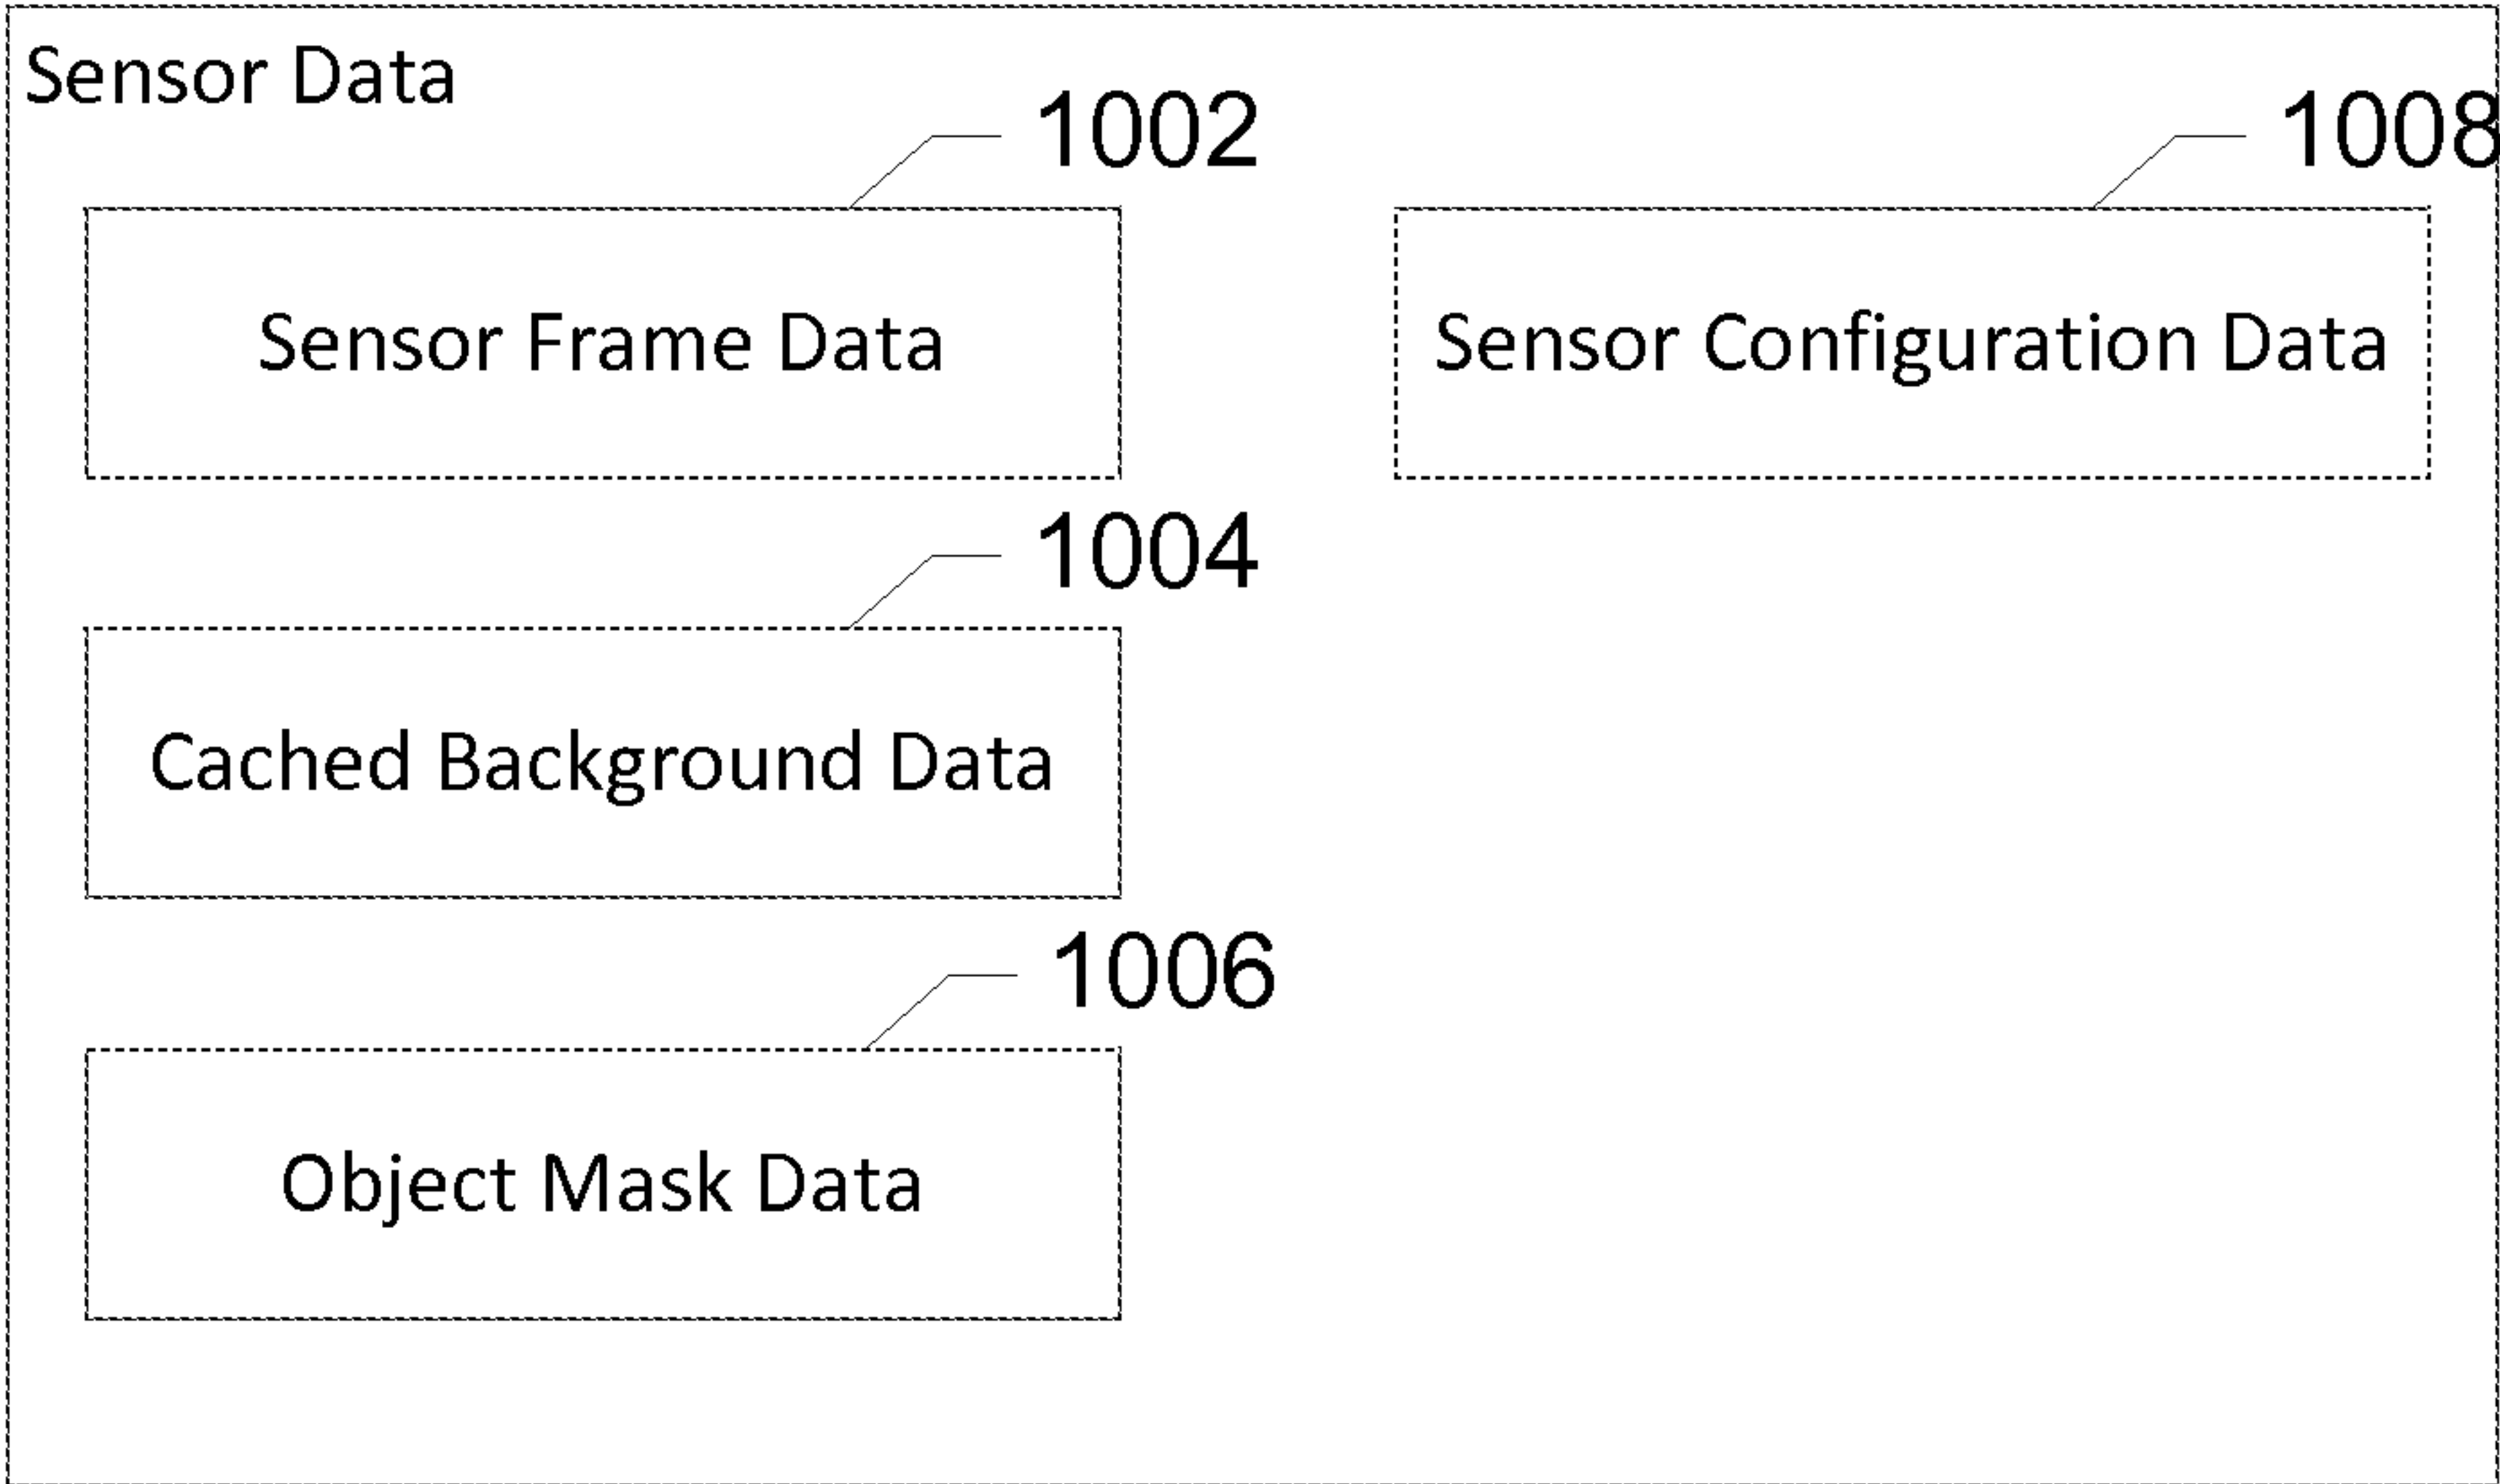 Sensor Data
1002
1008
Sensor Frame Data
Sensor Configuration Data
1004
Cached Background Data
1006
Object Mask Data